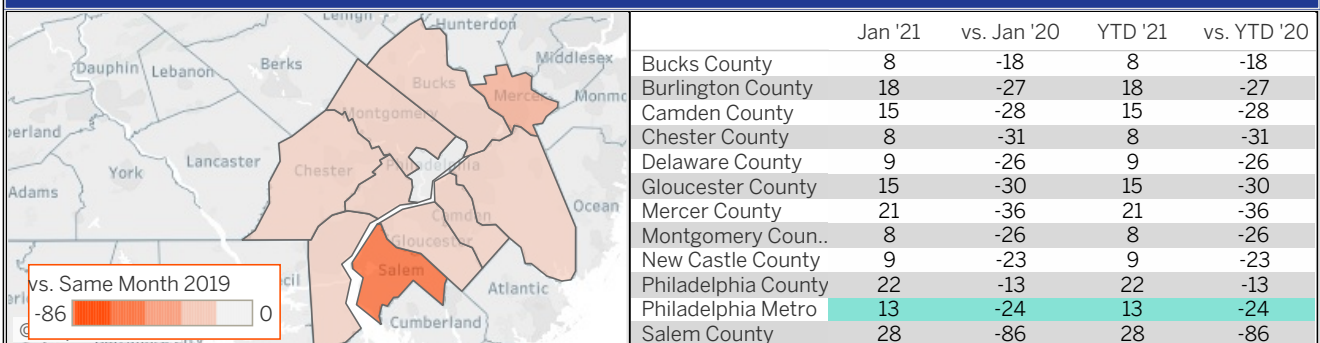 Lehigh
Hunterdon
Dauphin
Lebanon
Berks
Bucks
Middlesex
Mercer
Monmo
Montgomery
erland
York
Lancaster
Chester
Philadelphia
Adams
Camden
Ocean
Gloucester
Salem
cil
Atlantic
Cumberland
vs. Same Month 2019
-86 0
©
Jan '21 vs. Jan '20 YTD '21 vs. YTD '20
Bucks County 8 -18 8 -18
Burlington County 18 -27 18 -27
Camden County 15 -28 15 -28
Chester County 8 -31 8 -31
Delaware County 9 -26 9 -26
Gloucester County 15 -30 15 -30
Mercer County 21 -36 21 -36
Montgomery Coun.. 8 -26 8 -26
New Castle County 9 -23 9 -23
Philadelphia County 22 -13 22 -13
Philadelphia Metro 13 -24 13 -24
Salem County 28 -86 28 -86